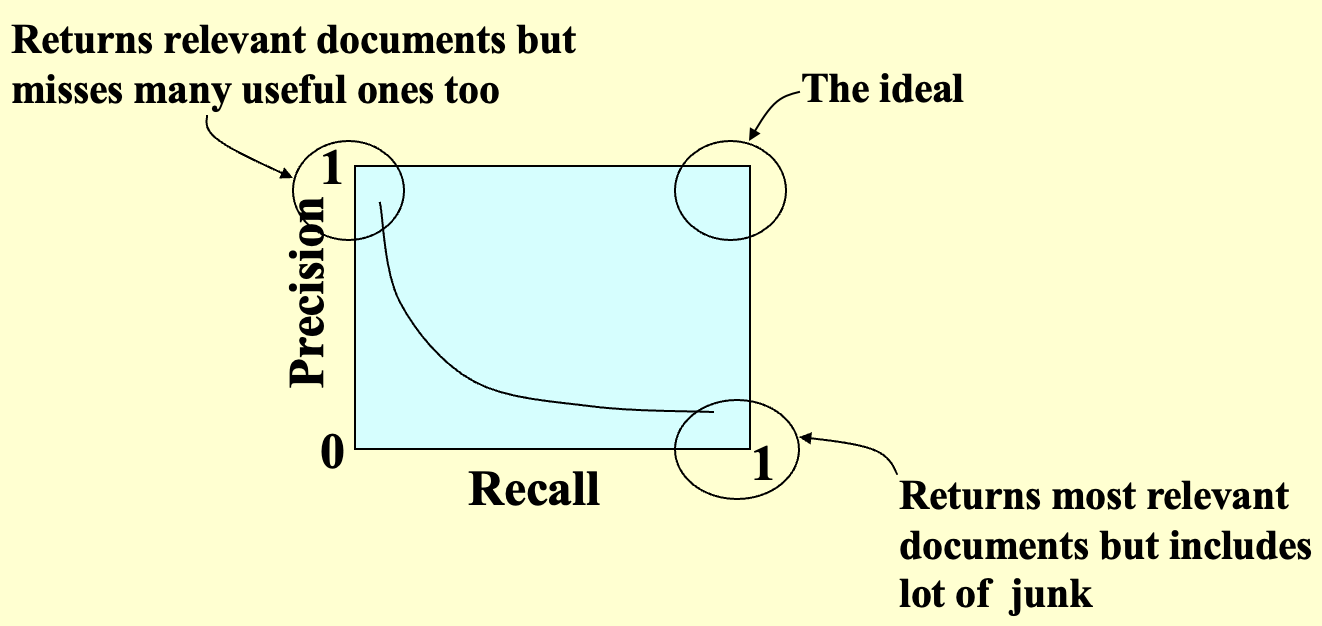 Returns relevant documents but
misses many useful ones too
The ideal
1
Precision
0
1
Recall
Returns most relevant
documents but includes
lot of junk